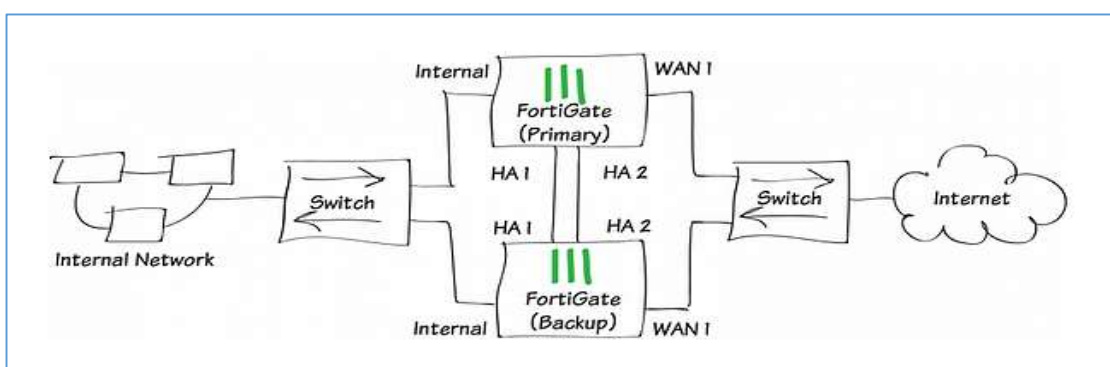 Internal
WAN 1
FortiGate
(Primary)
HA 1
HA 2
Switch
Switch
Internet
HA 1
HA 2
Internal Network
FortiGate
(Backup)
Internal
WAN 1